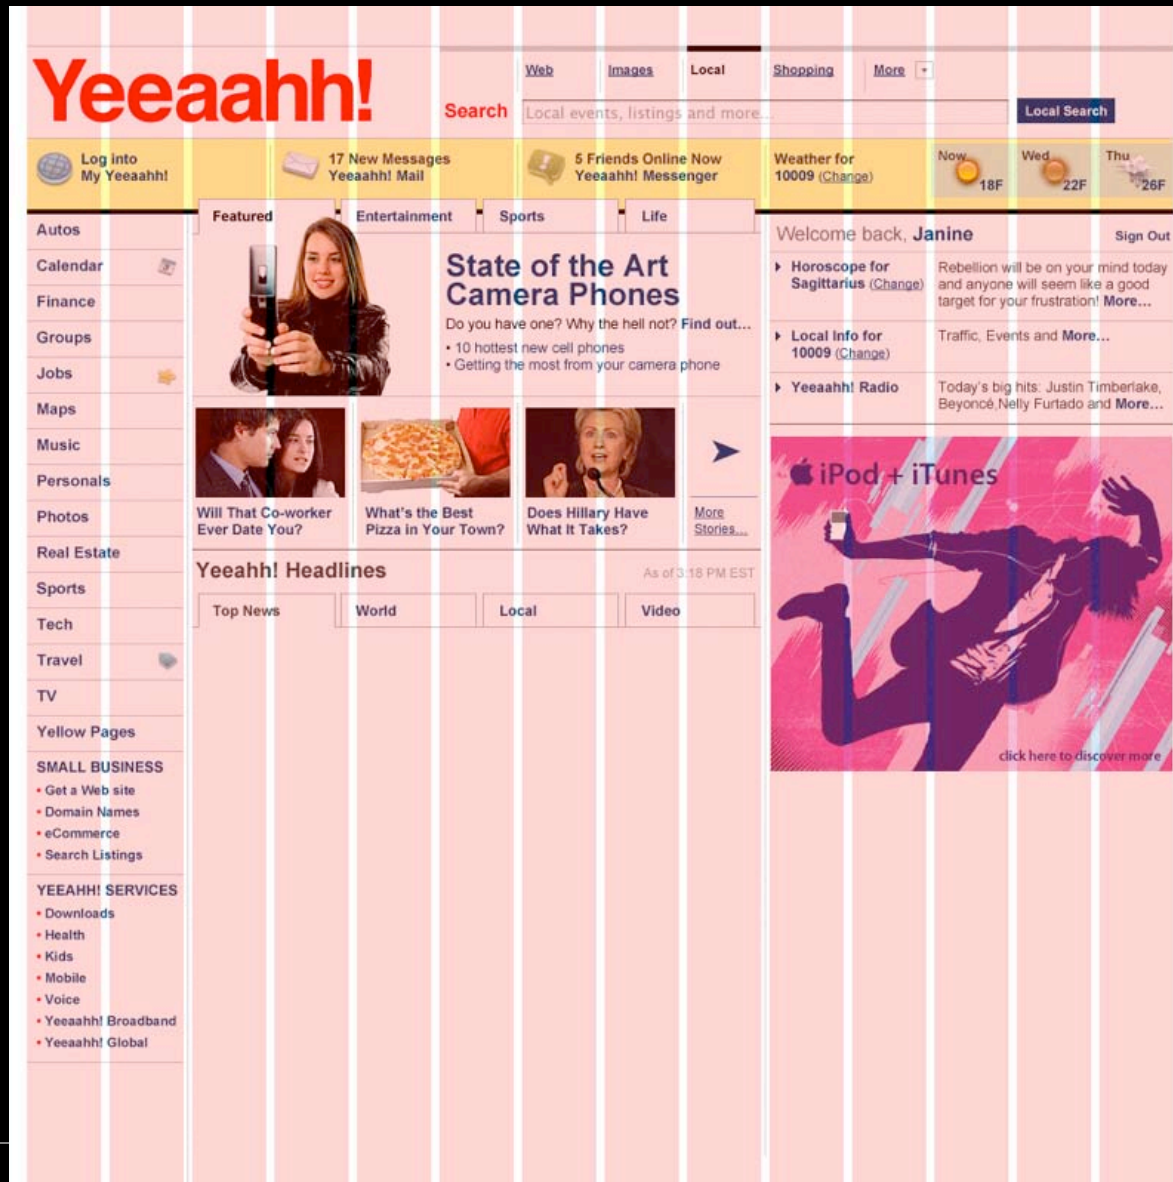 Yeeaahh!
Web
Images
Local
Shopping
More
Search
Local events, listings and more...
Local Search
Log into
My Yeeaahh!
17 New Messages
Yeeaahh! Mail
5 Friends Online Now
Yeeaahh! Messenger
Weather for
10009 (Change)
Now
18F
Wed
22F
Thu
26F
Autos
Calendar
Finance
Groups
Jobs
Maps
Music
Personals
Photos
Real Estate
Sports
Tech
Travel
TV
Yellow Pages
SMALL BUSINESS
• Get a Web site
• Domain Names
• eCommerce
• Search Listings
YEEAHH! SERVICES
• Downloads
• Health
• Kids
• Mobile
• Voice
• Yeeaahh! Broadband
• Yeeaahh! Global
Featured
Entertainment
Sports
Life
State of the Art
Camera Phones
Do you have one? Why the hell not? Find out...
• 10 hottest new cell phones
• Getting the most from your camera phone
Will That Co-worker
Ever Date You?
What's the Best
Pizza in Your Town?
Does Hillary Have
What It Takes?
More
Stories...
Yeeahh! Headlines
As of 3:18 PM EST
Top News
World
Local
Video
Welcome back, Janine
Sign Out
Horoscope for
Sagittarius (Change)
Rebellion will be on your mind today
and anyone will seem like a good
target for your frustration! More...
Local Info for
10009 (Change)
Traffic, Events and More...
Yeeaahh! Radio
Today's big hits: Justin Timberlake,
Beyoncé,Nelly Furtado and More...
iPod + iTunes
click here to discover more